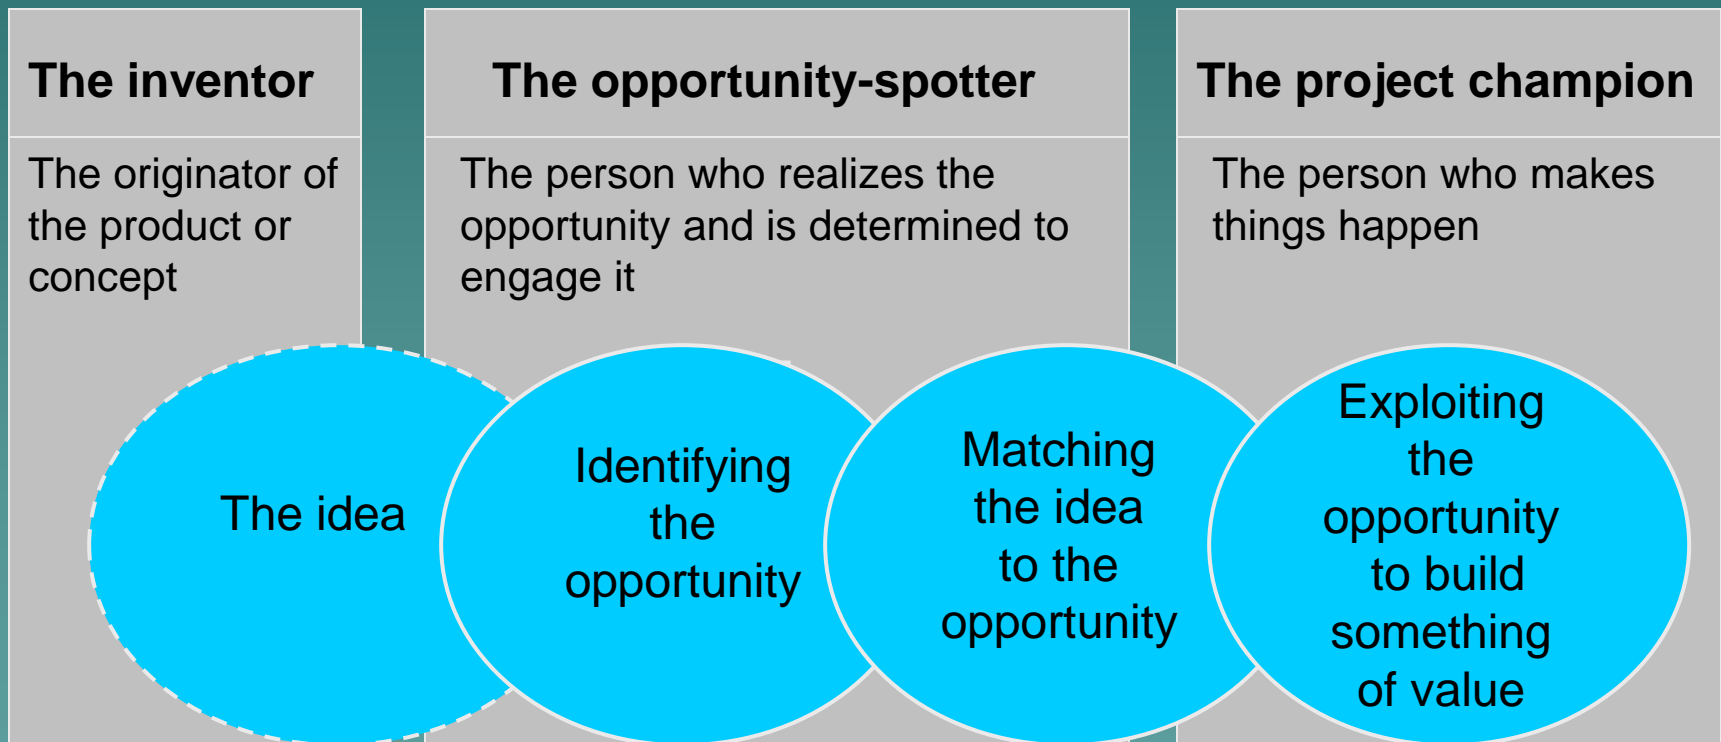 The inventor
The originator of
the product or
concept
The opportunity-spotter
The person who realizes the
opportunity and is determined to
engage it
The project champion
The person who makes
things happen
The idea
Identifying
the
opportunity
Matching
the idea
to the
opportunity
Exploiting
the
opportunity
to build
something
of value